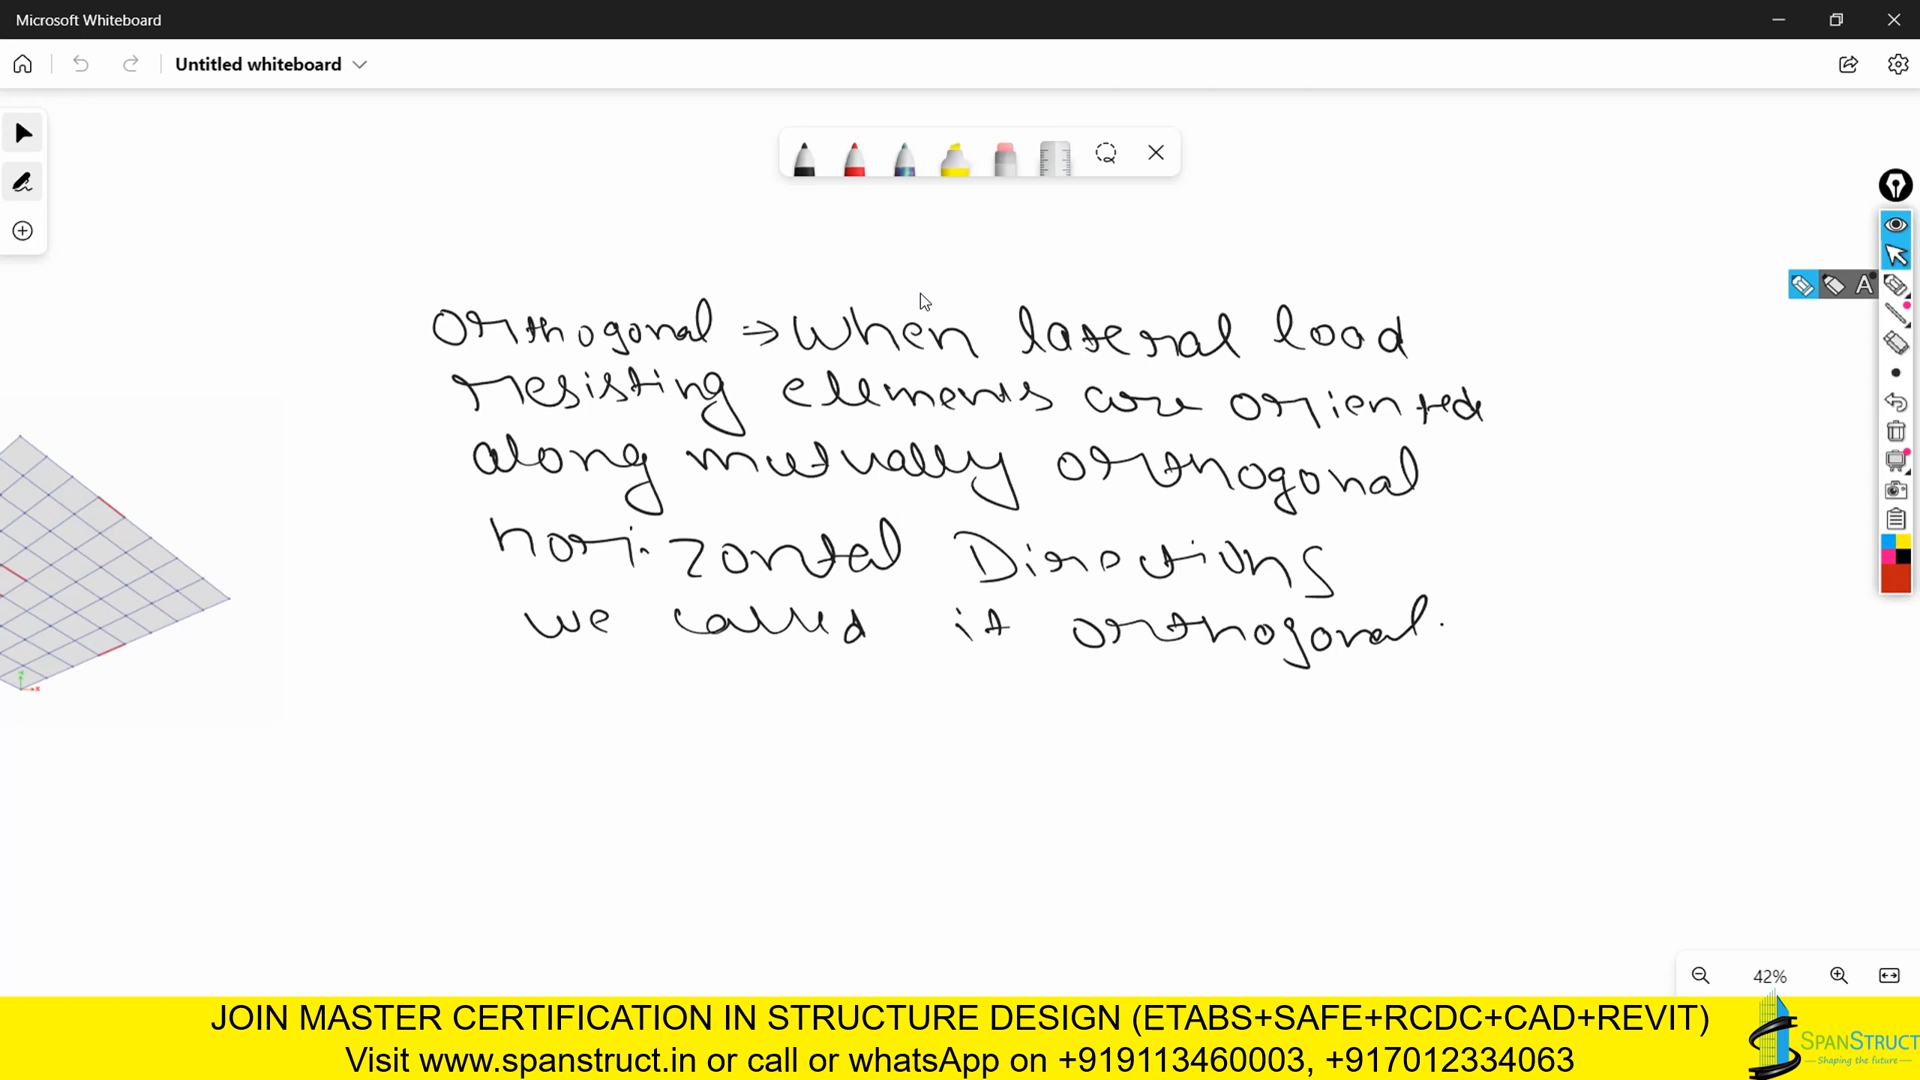 Microsoft Whiteboard
Untitled whiteboard
A
Orthogonal => When lateral load
resisting elements are oriented
along mutually orthogonal
horizontal Directions
we called it orthogonal.
42%
JOIN MASTER CERTIFICATION IN STRUCTURE DESIGN (ETABS+SAFE+RCDC+CAD+REVIT)
Visit www.spanstruct.in or call or whatsApp on +919113460003, +917012334063
SPANSTRUCT
Shaping the future